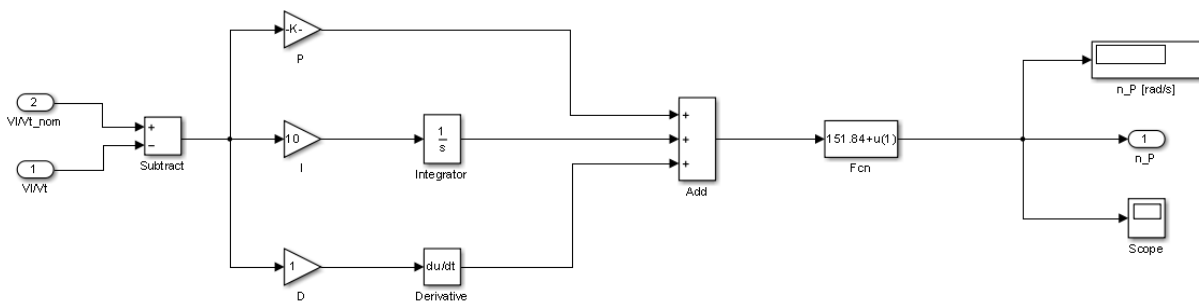 -K-
P
2
Vl/Vt_nom
+
−
Subtract
1
Vl/Vt
10
I
1
s
Integrator
+
+
+
Add
151.84+u(1)
Fcn
n_P [rad/s]
1
n_P
Scope
1
D
du/dt
Derivative